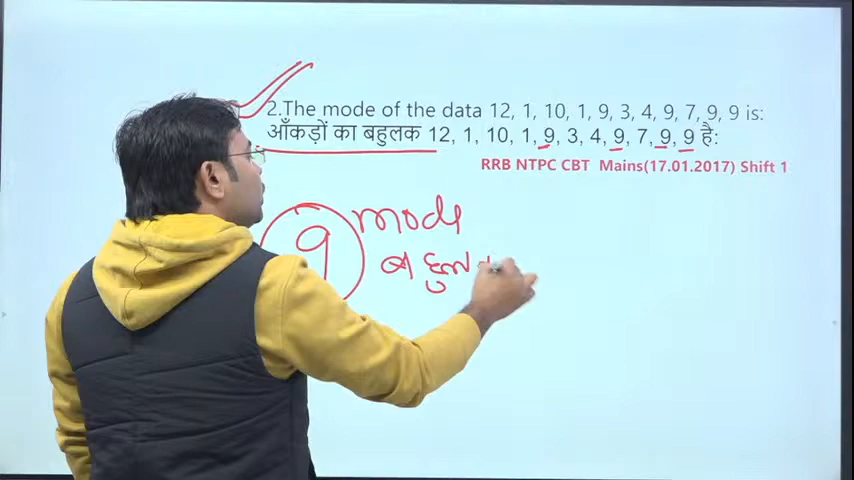 2.The mode of the data 12, 1, 10, 1, 9, 3, 4, 9, 7, 9, 9 is:
आँकड़ों का बहुलक 12, 1, 10, 1, 9, 3, 4, 9, 7, 9, 9 है:
RRB NTPC CBT Mains(17.01.2017) Shift 1
9 mode